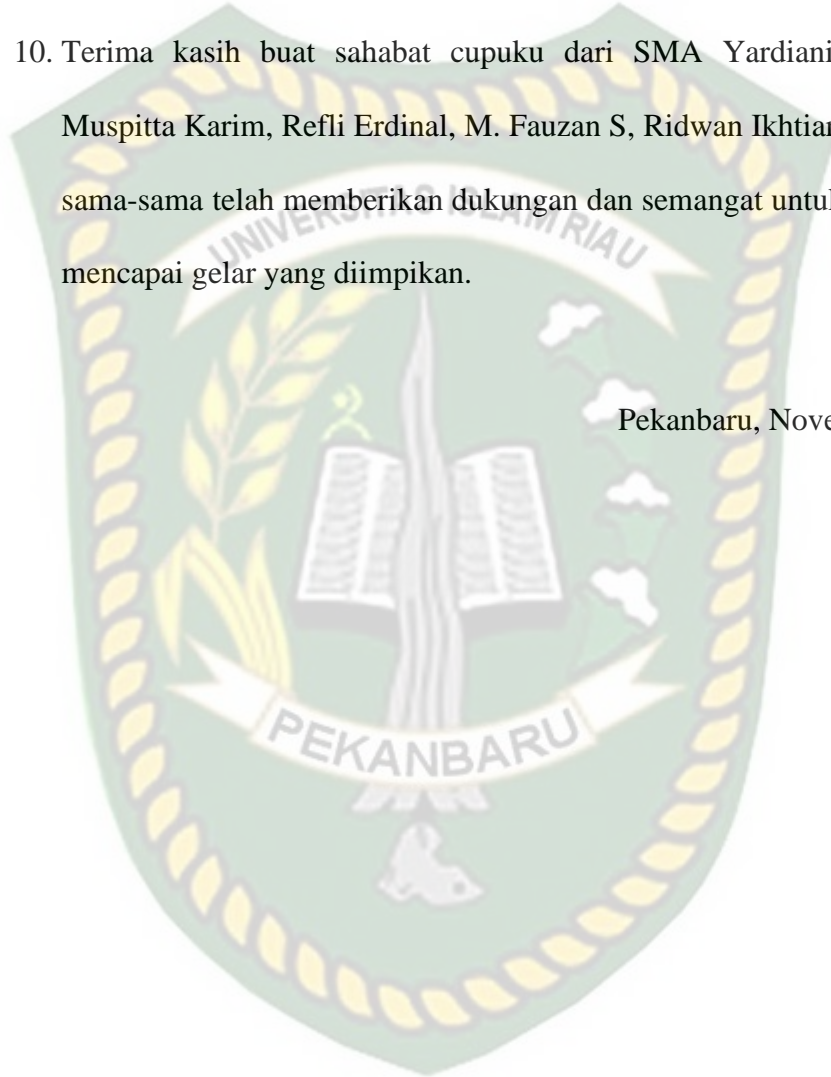 10. Terima kasih buat sahabat cupuku dari SMA Yardiani
Muspitta Karim, Refli Erdinal, M. Fauzan S, Ridwan Ikhtiar
sama-sama telah memberikan dukungan dan semangat untuk
UNIVERSITAS ISLAM RIAU
mencapai gelar yang diimpikan.
Pekanbaru, Nove
PEKANBARU